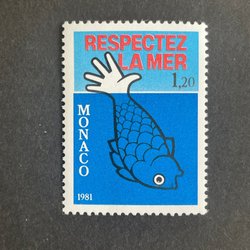 RESPECTEZ
LA MER
1,20
MONACO
1981